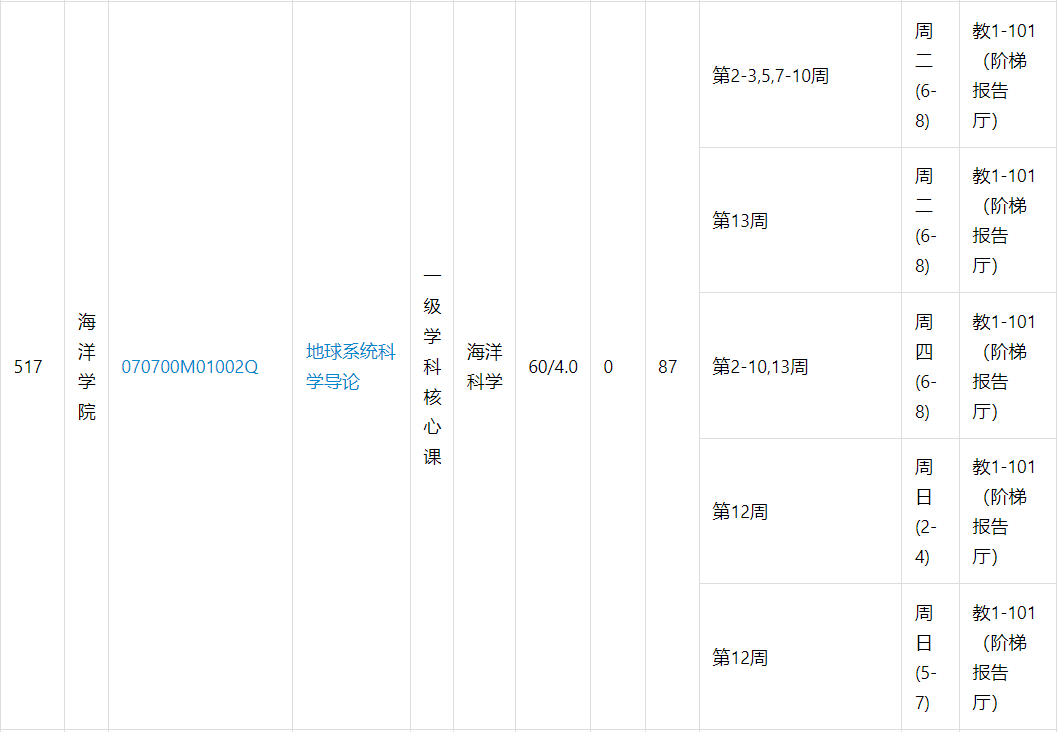 517
海
洋
学
院
070700M01002Q
地球系统科
学导论
一
级
学
科
核
心
课
海洋
科学
60/4.0
0
87
第2-3,5,7-10周
周
二
(6-
8)
教1-101
（阶梯
报告
厅）
第13周
周
二
(6-
8)
教1-101
（阶梯
报告
厅）
第2-10,13周
周
四
(6-
8)
教1-101
（阶梯
报告
厅）
第12周
周
日
(2-
4)
教1-101
（阶梯
报告
厅）
第12周
周
日
(5-
7)
教1-101
（阶梯
报告
厅）